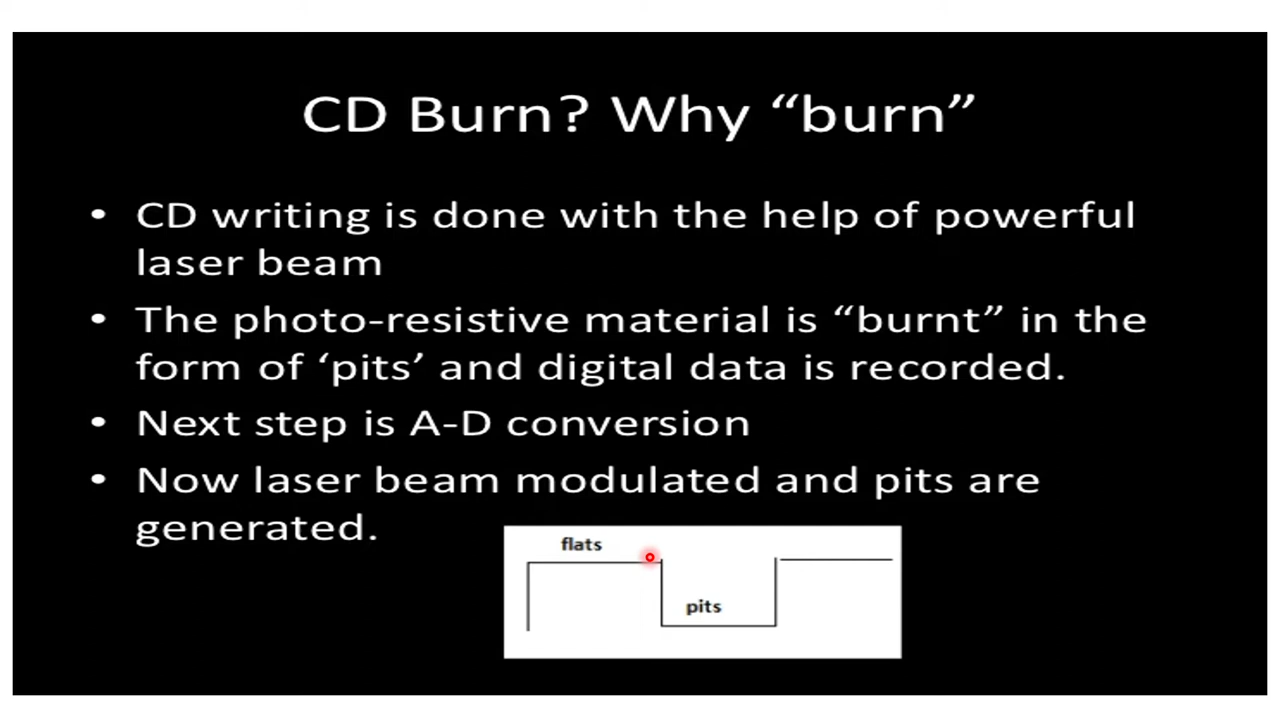 CD Burn? Why “burn”
• CD writing is done with the help of powerful
laser beam
• The photo-resistive material is “burnt” in the
form of ‘pits’ and digital data is recorded.
• Next step is A-D conversion
• Now laser beam modulated and pits are
generated.
flats
pits